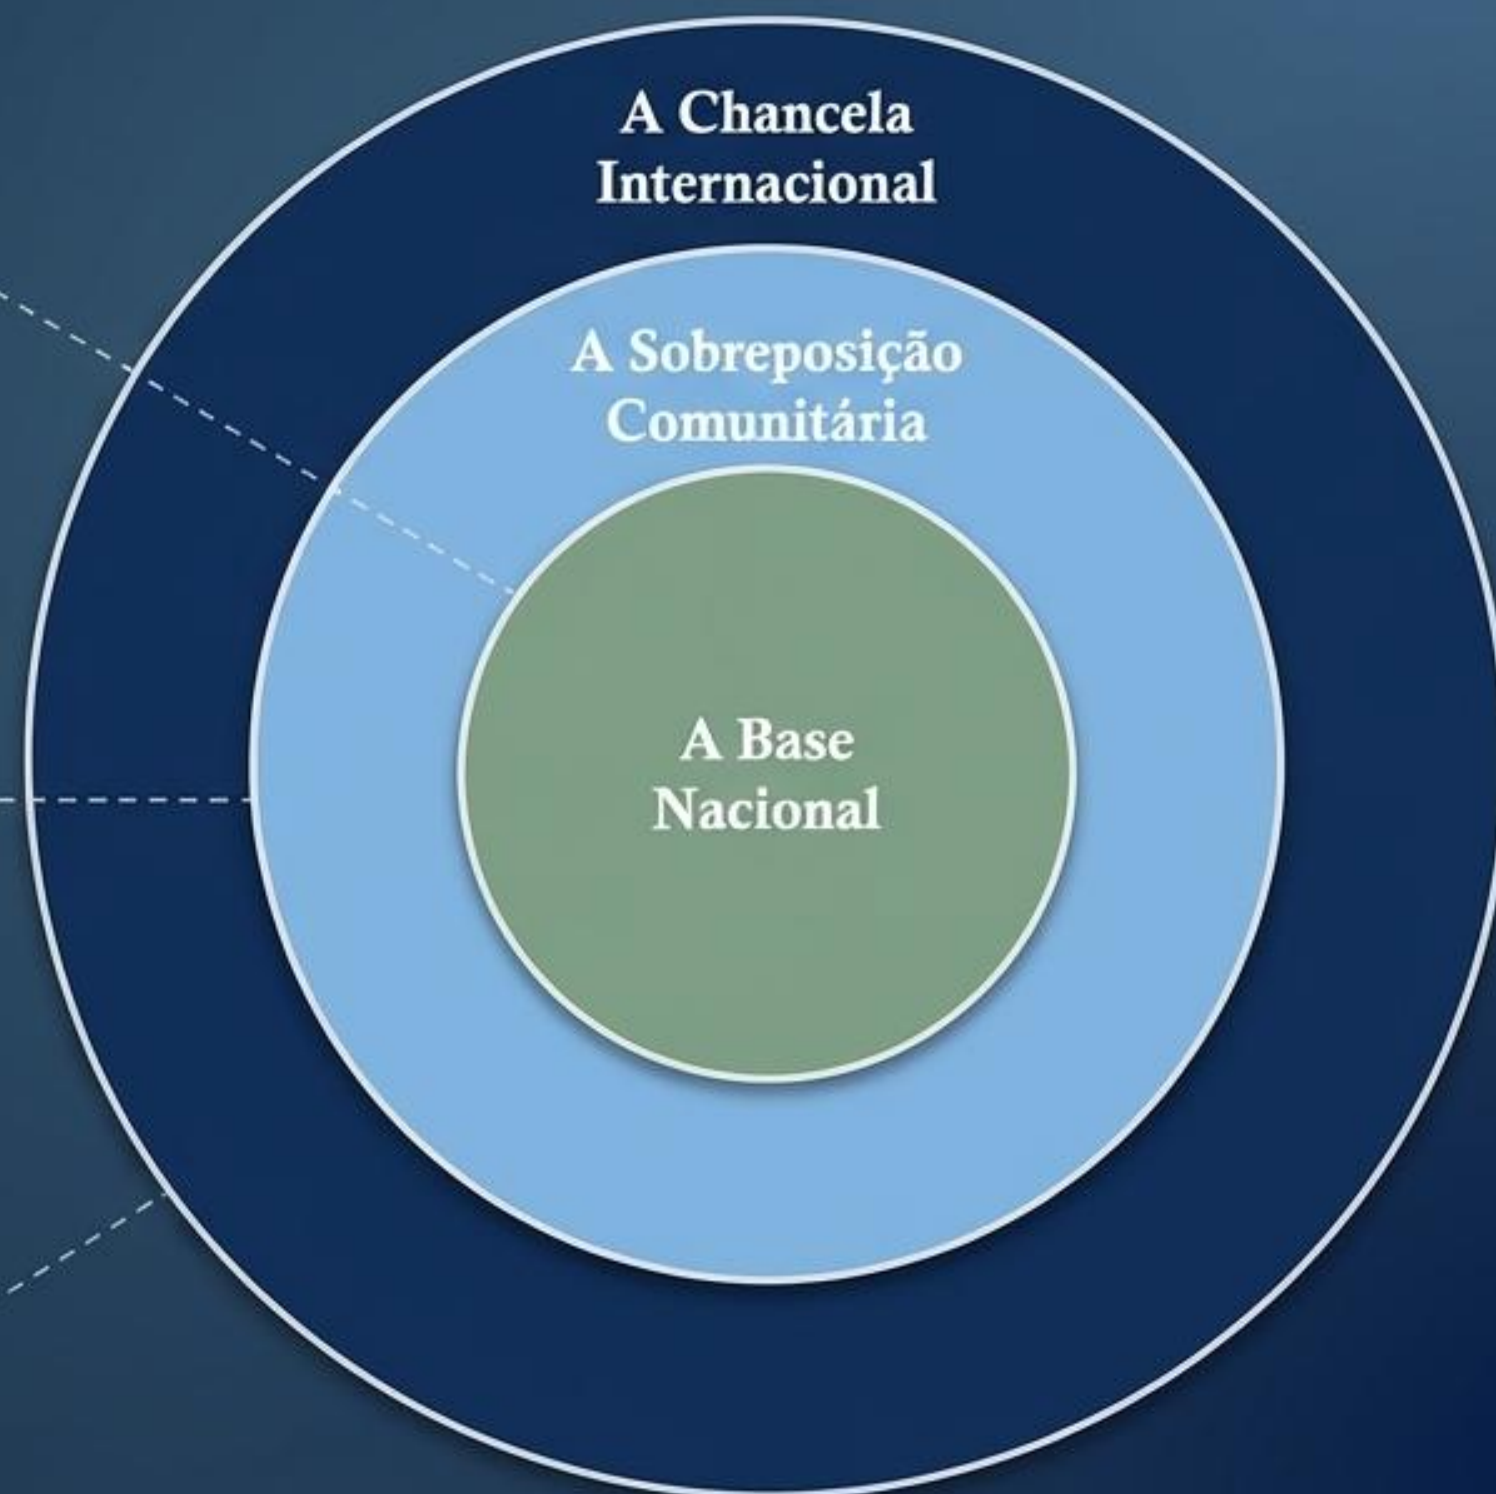 A Chancela
Internacional
A Sobreposição
Comunitária
A Base
Nacional